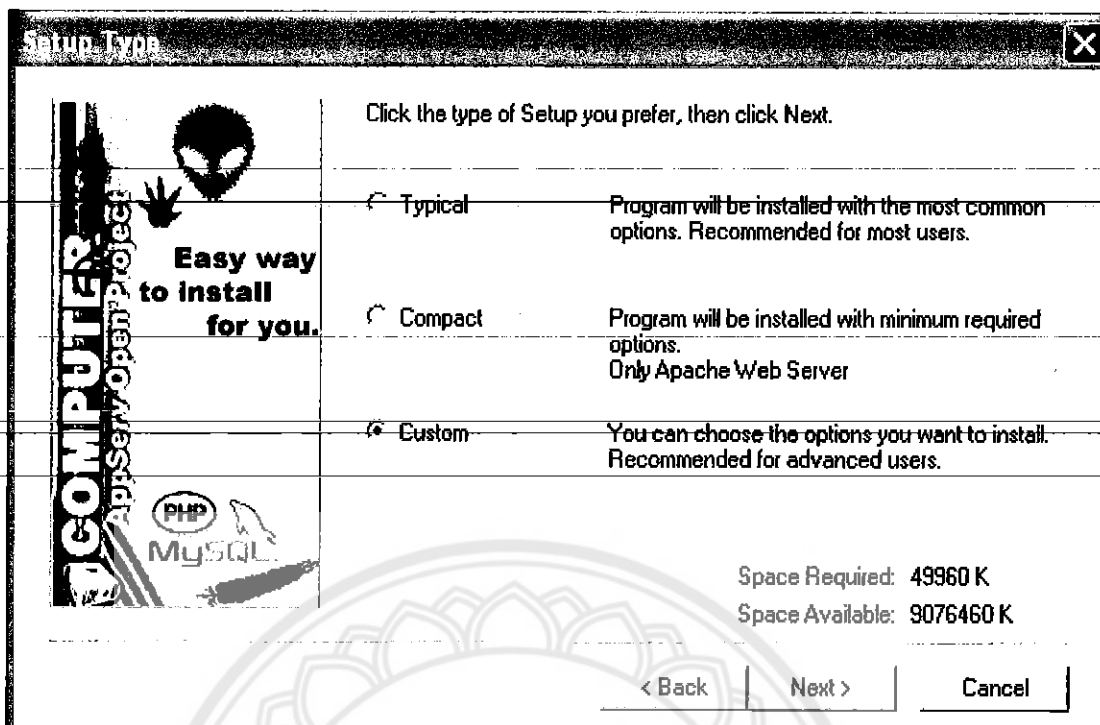 Setup Type
Click the type of Setup you prefer, then click Next.
COMPUTER
AppServ Open Project
Easy way
to install
for you.
PHP
MySQL
Typical
Program will be installed with the most common
options. Recommended for most users.
Compact
Program will be installed with minimum required
options.
Only Apache Web Server
Custom
You can choose the options you want to install.
Recommended for advanced users.
Space Required: 49960 K
Space Available: 9076460 K
< Back
Next >
Cancel